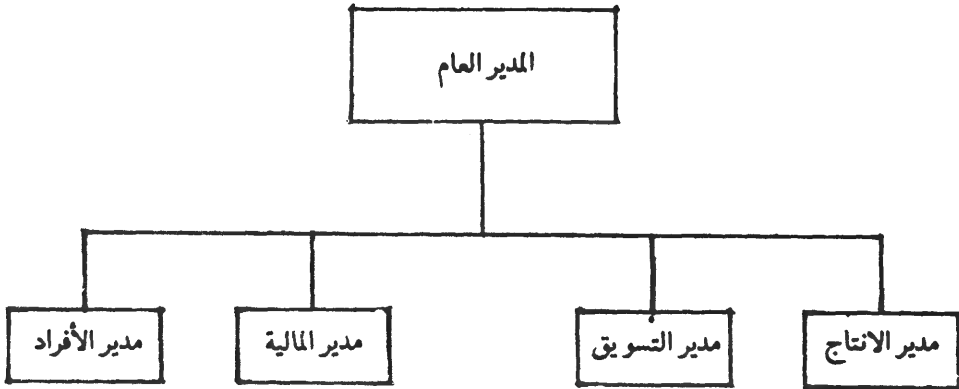 المدير العام
مدير الانتاج
مدير التسويق
مدير المالية
مدير الأفراد